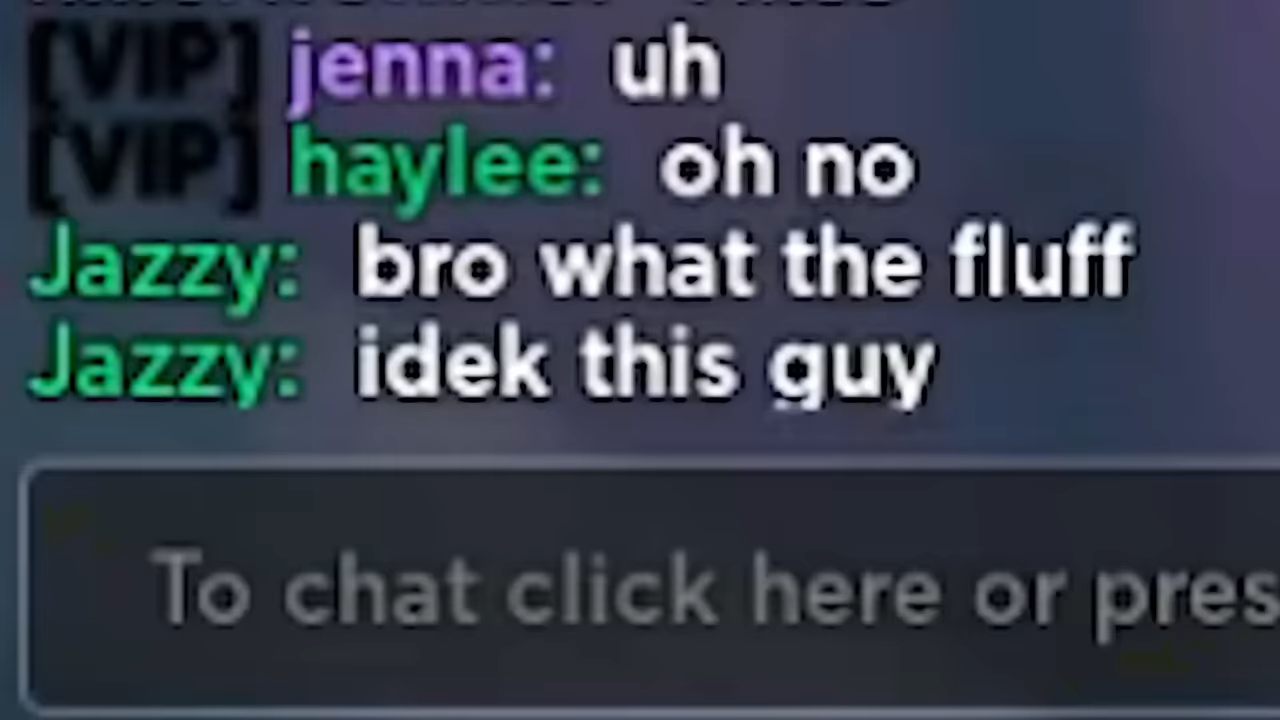 [VIP] jenna: uh
[VIP] haylee: oh no
Jazzy: bro what the fluff
Jazzy: idek this guy
To chat click here or pres